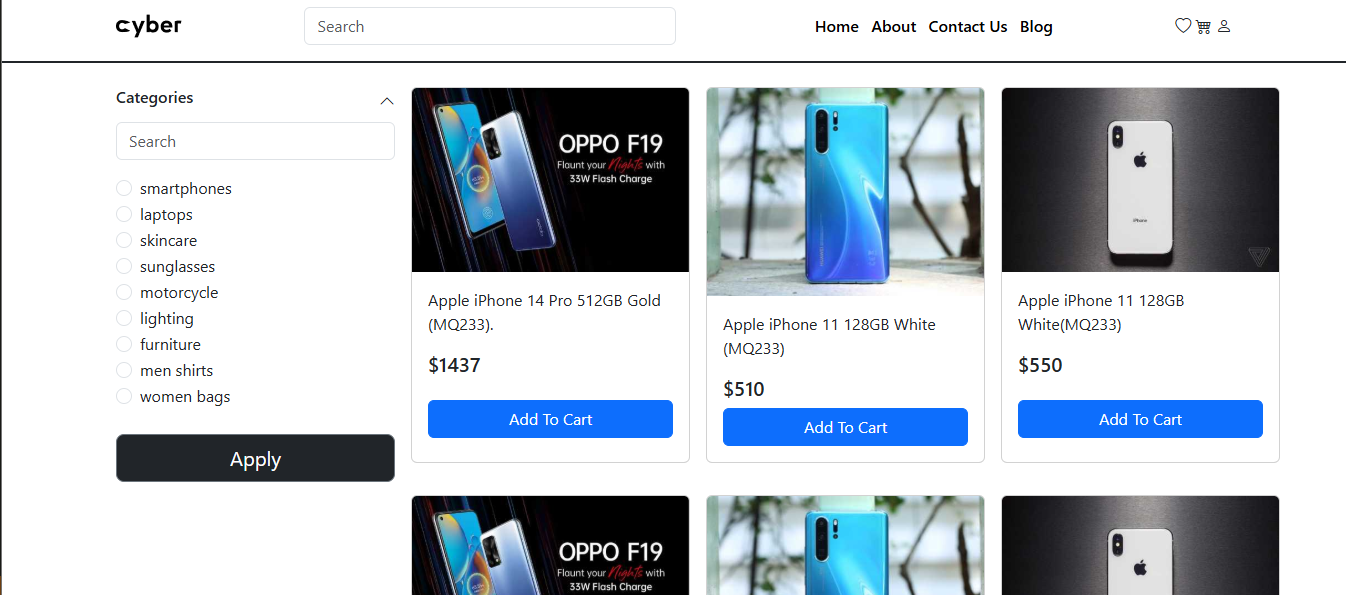 cyber
Search
Home About Contact Us Blog
Categories
Search
smartphones
laptops
skincare
sunglasses
motorcycle
lighting
furniture
men shirts
women bags
Apply
OPPO F19
Flaunt your Nights with
33W Flash Charge
Apple iPhone 14 Pro 512GB Gold
(MQ233).
$1437
Add To Cart
Apple iPhone 11 128GB White
(MQ233)
$510
Add To Cart
iPhone
Apple iPhone 11 128GB
White(MQ233)
$550
Add To Cart
OPPO F19
Flaunt your Nights with
33W Flash Charge